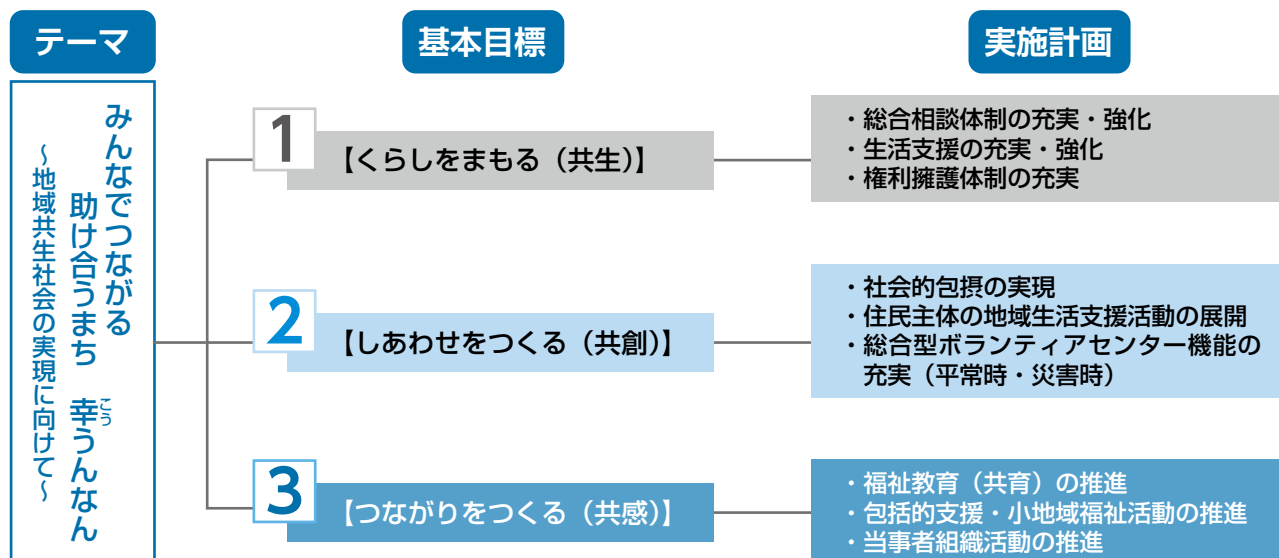 テーマ
基本目標
実施計画
みんなでつながる
助け合うまち 幸うんなん
こう
～地域共生社会の実現に向けて～
1
【くらしをまもる（共生）】
・総合相談体制の充実・強化
・生活支援の充実・強化
・権利擁護体制の充実
2
【しあわせをつくる（共創）】
・社会的包摂の実現
・住民主体の地域生活支援活動の展開
・総合型ボランティアセンター機能の
充実（平常時・災害時）
3
【つながりをつくる（共感）】
・福祉教育（共育）の推進
・包括的支援・小地域福祉活動の推進
・当事者組織活動の推進